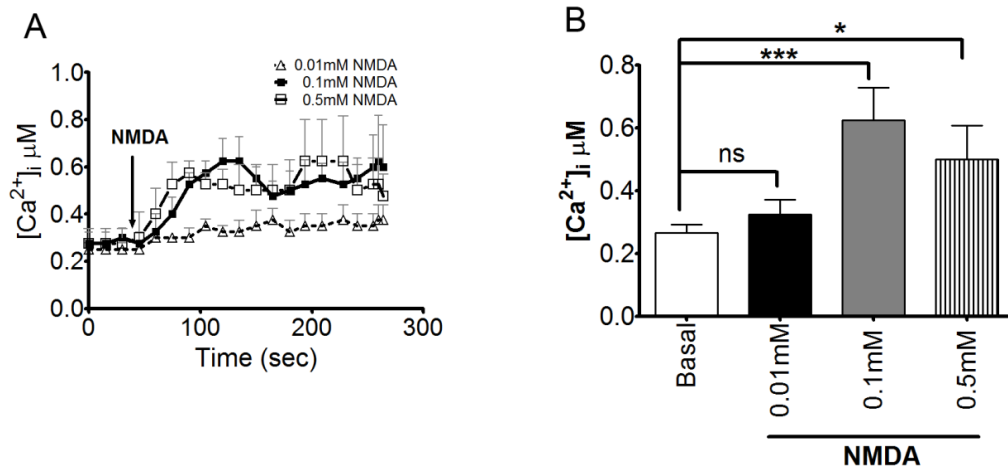 A
[Ca²⁺]ᵢ μM
1.0
0.8
0.6
0.4
0.2
0.0
NMDA
0.01mM NMDA
0.1mM NMDA
0.5mM NMDA
0
100
200
300
Time (sec)
B
[Ca²⁺]ᵢ μM
0.8
0.6
0.4
0.2
0.0
*
***
ns
Basal
0.01mM
0.1mM
0.5mM
NMDA